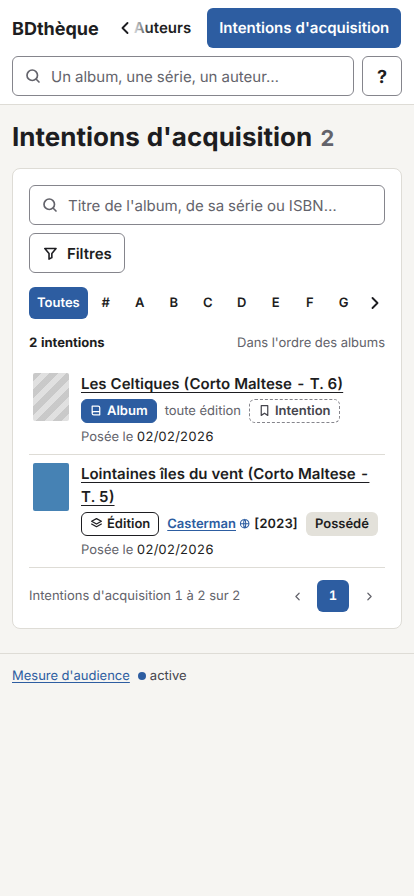 BDthèque Auteurs Intentions d'acquisition
Un album, une série, un auteur... ?
Intentions d'acquisition 2
Titre de l'album, de sa série ou ISBN...
Filtres
Toutes # A B C D E F G
2 intentions Dans l'ordre des albums
Les Celtiques (Corto Maltese - T. 6)
Album toute édition Intention
Posée le 02/02/2026
Lointaines îles du vent (Corto Maltese -
T. 5)
Édition Casterman [2023] Possédé
Posée le 02/02/2026
Intentions d'acquisition 1 à 2 sur 2 ‹ 1 ›
Mesure d'audience active